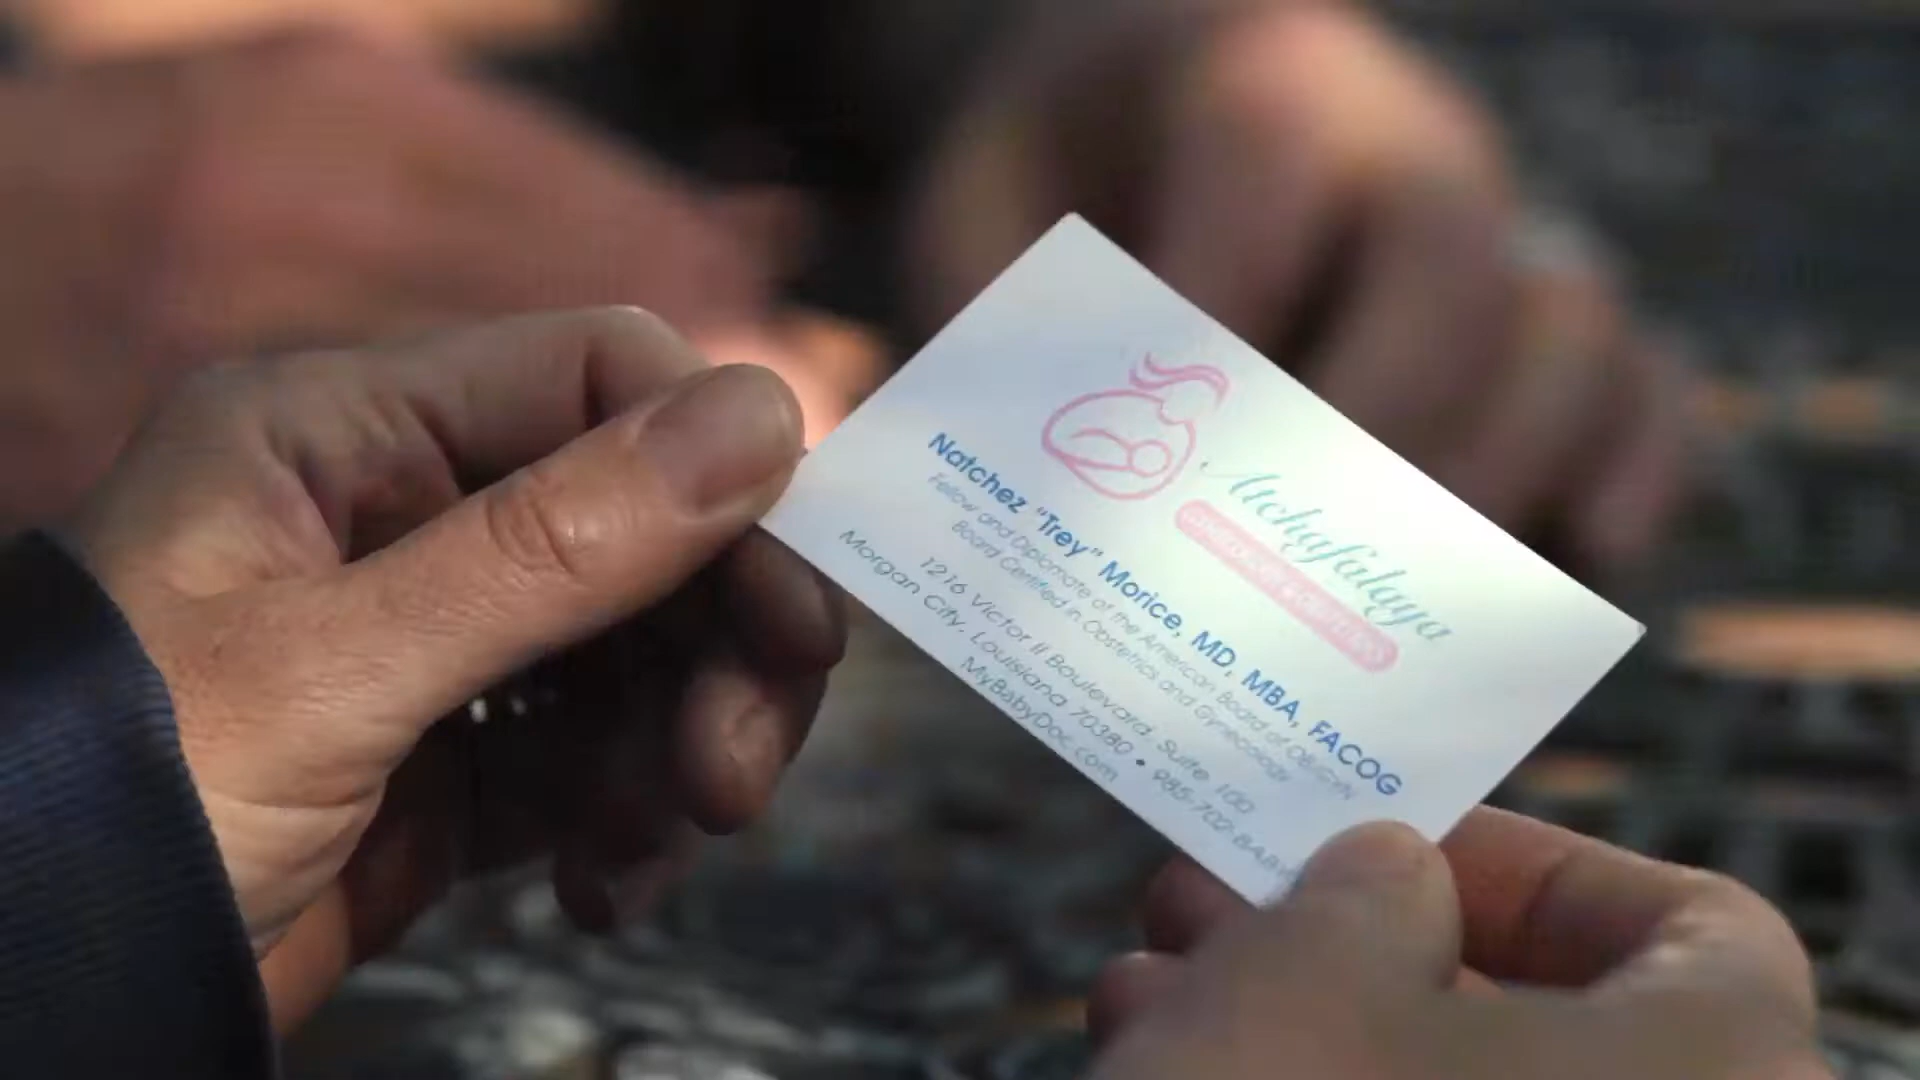 Atchafalaya
Natchez "Trey" Morice, MD, MBA, FACOG
Fellow and Diplomate of the American Board of OB/GYN
Board Certified in Obstetrics and Gynecology
1216 Victor II Boulevard, Suite 100
Morgan City, Louisiana 70380 • 985-702-BABY
MyBabyDoc.com